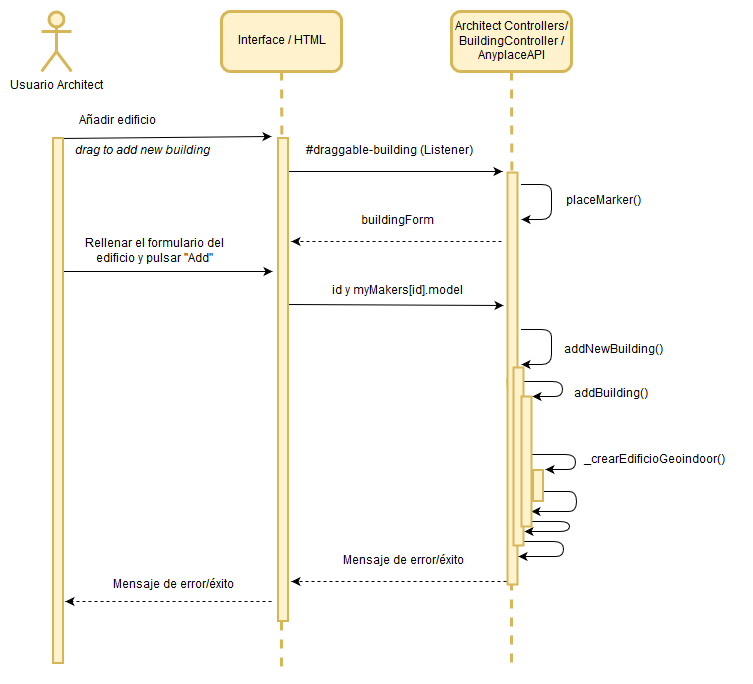 Architect Controllers/
BuildingController /
AnyplaceAPI
Interface / HTML
Usuario Architect
Añadir edificio
drag to add new building
#draggable-building (Listener)
placeMarker()
buildingForm
Rellenar el formulario del
edificio y pulsar "Add"
id y myMakers[id].model
addNewBuilding()
addBuilding()
_crearEdificioGeoindoor()
Mensaje de error/éxito
Mensaje de error/éxito